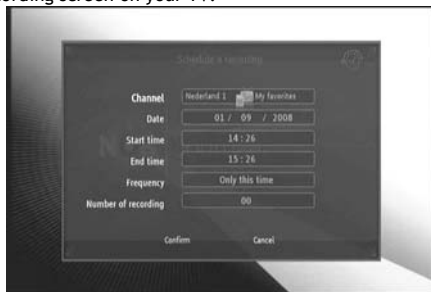 ording screen on your TV.
Schedule a recording
Channel Nederland 1 My favorites
Date 01 / 09 / 2008
Start time 14:26
End time 15:26
Frequency Only this time
Number of recording 00
Confirm Cancel